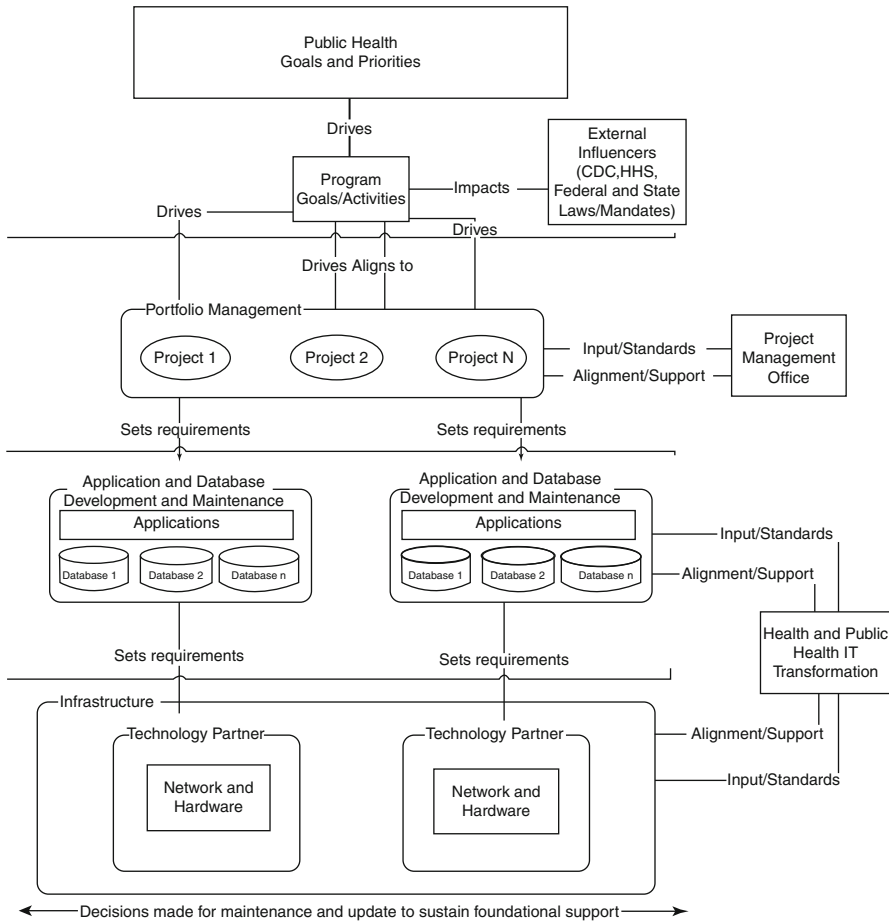 Public Health
Goals and Priorities
Drives
External
Influencers
(CDC,HHS,
Federal and State
Laws/Mandates)
Program
Goals/Activities
Impacts
Drives
Drives
Drives Aligns to
Portfolio Management
Project 1
Project 2
Project N
Input/Standards
Alignment/Support
Project
Management
Office
Sets requirements
Sets requirements
Application and Database
Development and Maintenance
Applications
Database 1
Database 2
Database n
Application and Database
Development and Maintenance
Applications
Database 1
Database 2
Database n
Input/Standards
Alignment/Support
Health and Public
Health IT
Transformation
Sets requirements
Sets requirements
Infrastructure
Technology Partner
Network and
Hardware
Technology Partner
Network and
Hardware
Alignment/Support
Input/Standards
Decisions made for maintenance and update to sustain foundational support